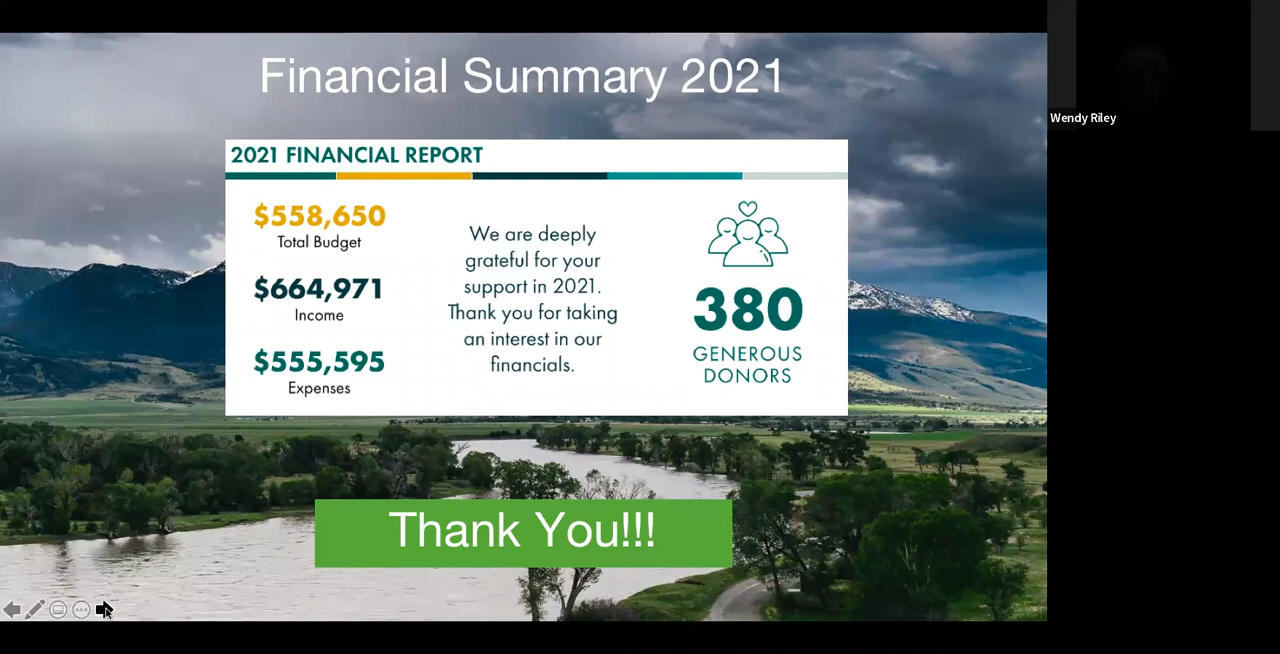 Financial Summary 2021
Wendy Riley
2021 FINANCIAL REPORT
$558,650
Total Budget
$664,971
Income
$555,595
Expenses
We are deeply
grateful for your
support in 2021.
Thank you for taking
an interest in our
financials.
380
GENEROUS
DONORS
Thank You!!!